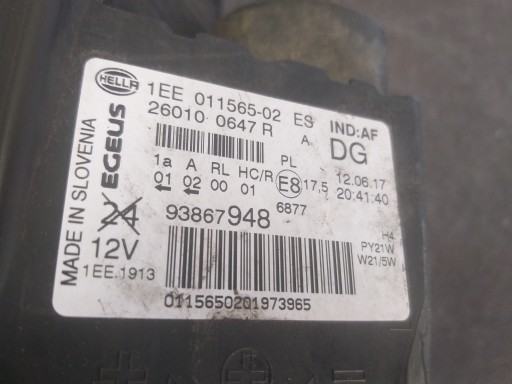 HELLA
1EE 011565-02 ES
IND:AF
26010 0647 R
A
DG
MADE IN SLOVENIA
EGEUS
1a A RL HC/R
PL
12.06.17
01 02 00 01
E8
17,5
20:41:40
6877
24
93867948
12V
H4
PY21W
W21/5W
1EE.1913
0115650201973965